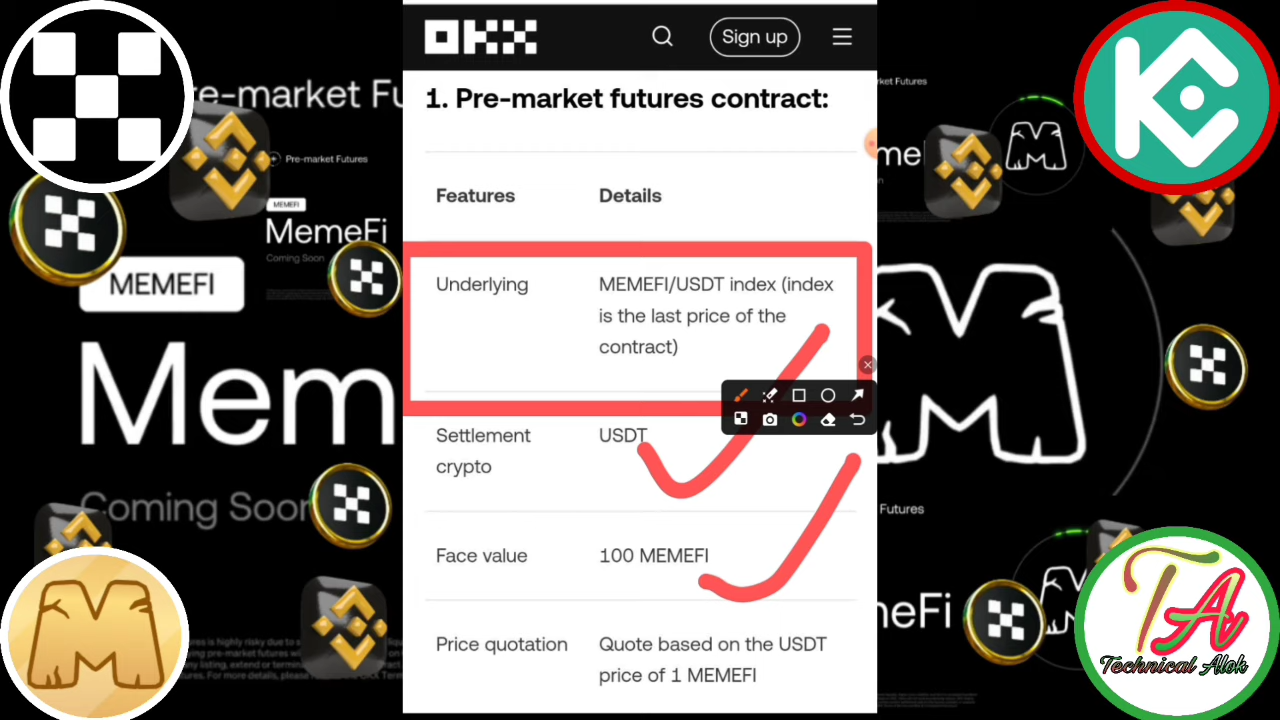 OKX
Sign up
1. Pre-market futures contract:
Features Details
Underlying MEMEFI/USDT index (index
is the last price of the
contract)
Settlement USDT
crypto
Face value 100 MEMEFI
Price quotation Quote based on the USDT
price of 1 MEMEFI
re-market Fu
Pre-market Futures
MEMEFI
MemeFi
Coming Soon
MEMEFI
Mem
Coming Soon
Futures
Futures
neFi
TA
Technical Alok